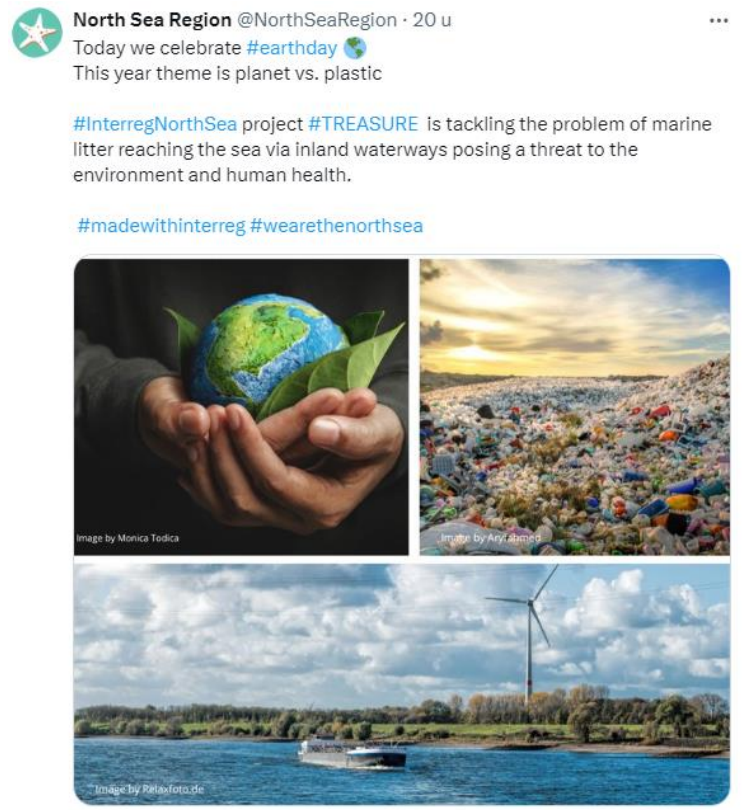 North Sea Region @NorthSeaRegion · 20 u
Today we celebrate #earthday
This year theme is planet vs. plastic
#InterregNorthSea project #TREASURE is tackling the problem of marine
litter reaching the sea via inland waterways posing a threat to the
environment and human health.
#madewithinterreg #wearethenorthsea
Image by Monica Todica
Image by Aryfahmed
Image by Relaxfoto.de